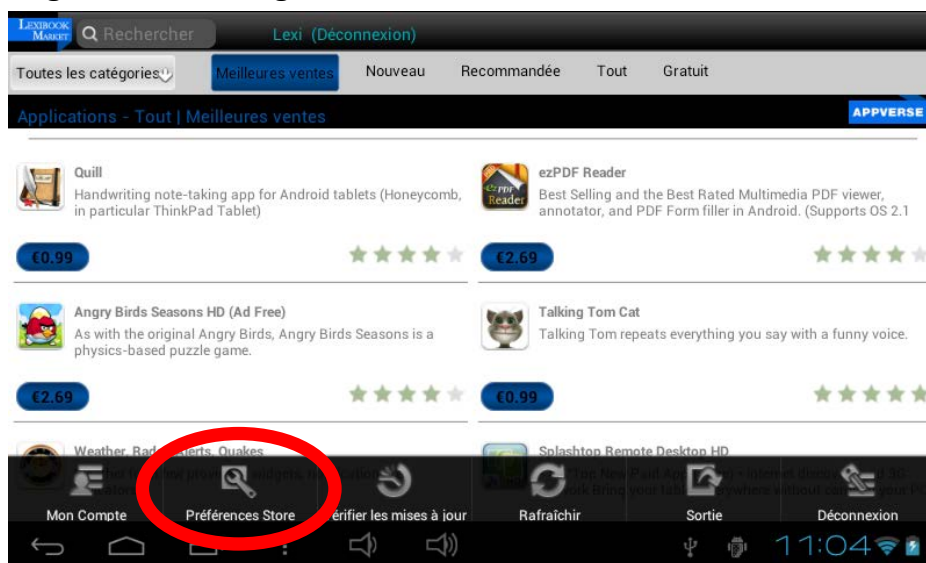 LEXIBOOK
MARKET
Rechercher
Lexi (Déconnexion)
Toutes les catégories
Meilleures ventes
Nouveau
Recommandée
Tout
Gratuit
Applications - Tout | Meilleures ventes
APPVERSE
Quill
Handwriting note-taking app for Android tablets (Honeycomb,
in particular ThinkPad Tablet)
€0.99
ezPDF Reader
Best Selling and the Best Rated Multimedia PDF viewer,
annotator, and PDF Form filler in Android. (Supports OS 2.1
€2.69
Angry Birds Seasons HD (Ad Free)
As with the original Angry Birds, Angry Birds Seasons is a
physics-based puzzle game.
€2.69
Talking Tom Cat
Talking Tom repeats everything you say with a funny voice.
€0.99
Weather, Quakes
Splashtop Remote Desktop HD
Mon Compte
Préférences Store
érifier les mises à jour
Rafraîchir
Sortie
Déconnexion
11:04